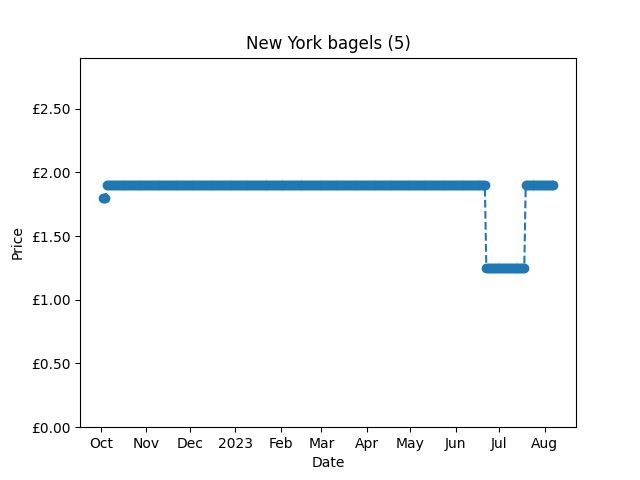 New York bagels (5)
£2.50
£2.00
£1.50
£1.00
£0.50
£0.00
Price
Oct Nov Dec 2023 Feb Mar Apr May Jun Jul Aug
Date